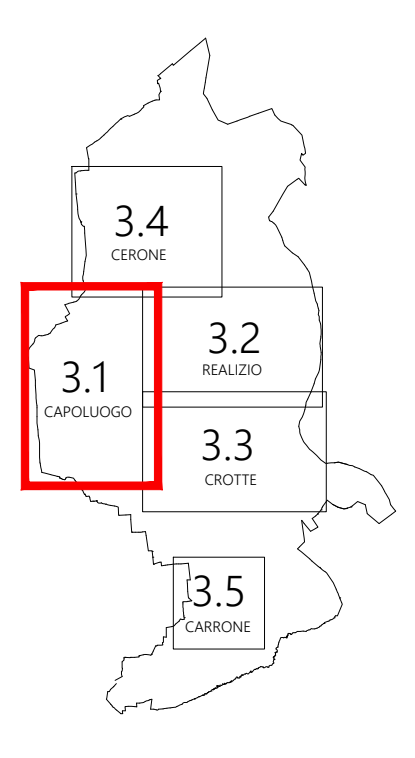 3.4
CERONE
3.2
REALIZIO
3.1
CAPOLUOGO
3.3
CROTTE
3.5
CARRONE